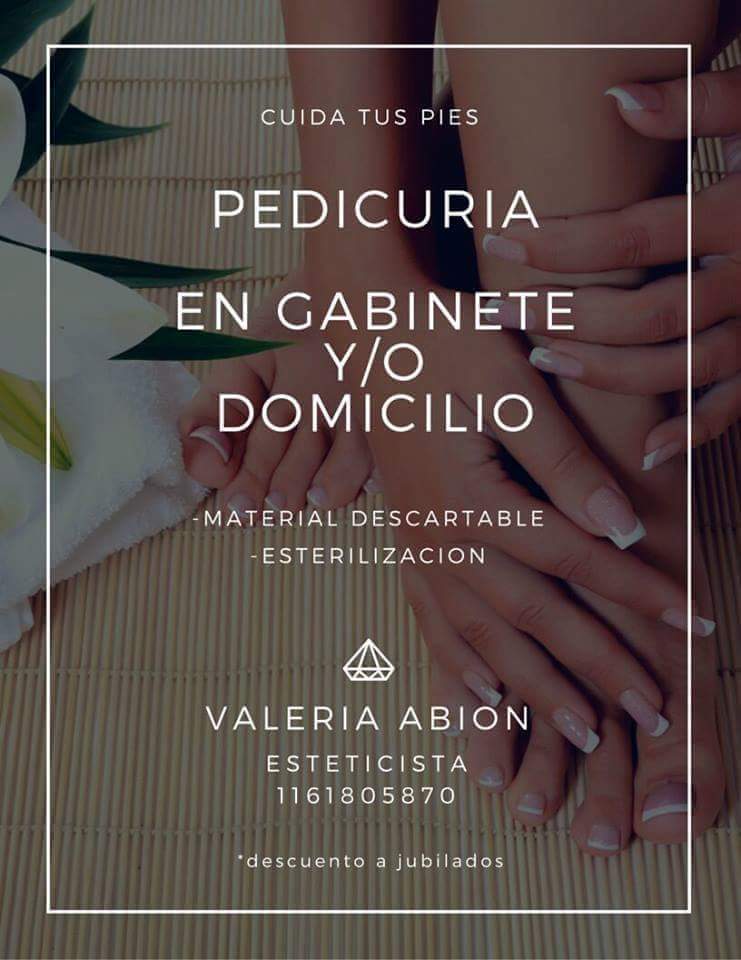 CUIDA TUS PIES
PEDICURIA
EN GABINETE
Y/O
DOMICILIO
-MATERIAL DESCARTABLE
-ESTERILIZACION
VALERIA ABION
ESTETICISTA
1161805870
*descuento a jubilados